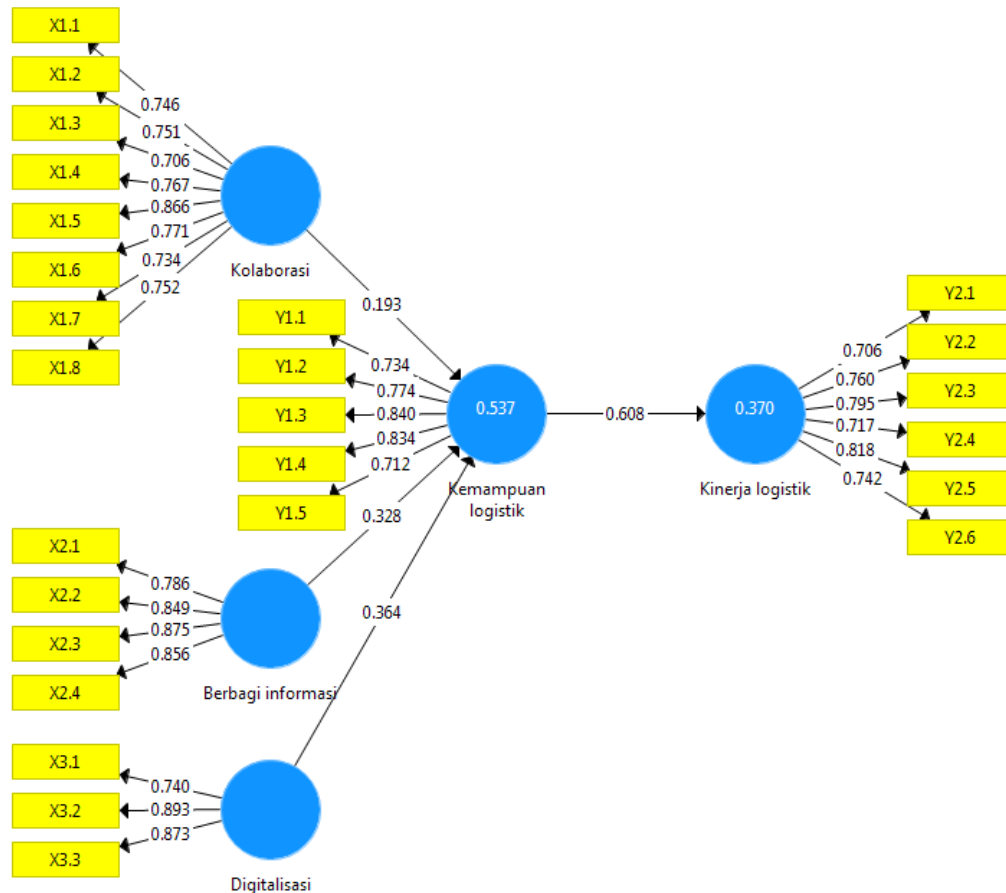 X1.1
X1.2
X1.3
X1.4
X1.5
X1.6
X1.7
X1.8
0.746
0.751
0.706
0.767
0.866
0.771
0.734
0.752
Kolaborasi
0.193
Y1.1
Y1.2
Y1.3
Y1.4
Y1.5
0.734
0.774
0.840
0.834
0.712
0.537
Kemampuan
logistik
0.608
0.370
Kinerja logistik
0.706
0.760
0.795
0.717
0.818
0.742
Y2.1
Y2.2
Y2.3
Y2.4
Y2.5
Y2.6
X2.1
X2.2
X2.3
X2.4
0.786
0.849
0.875
0.856
Berbagi informasi
0.328
0.364
X3.1
X3.2
X3.3
0.740
0.893
0.873
Digitalisasi